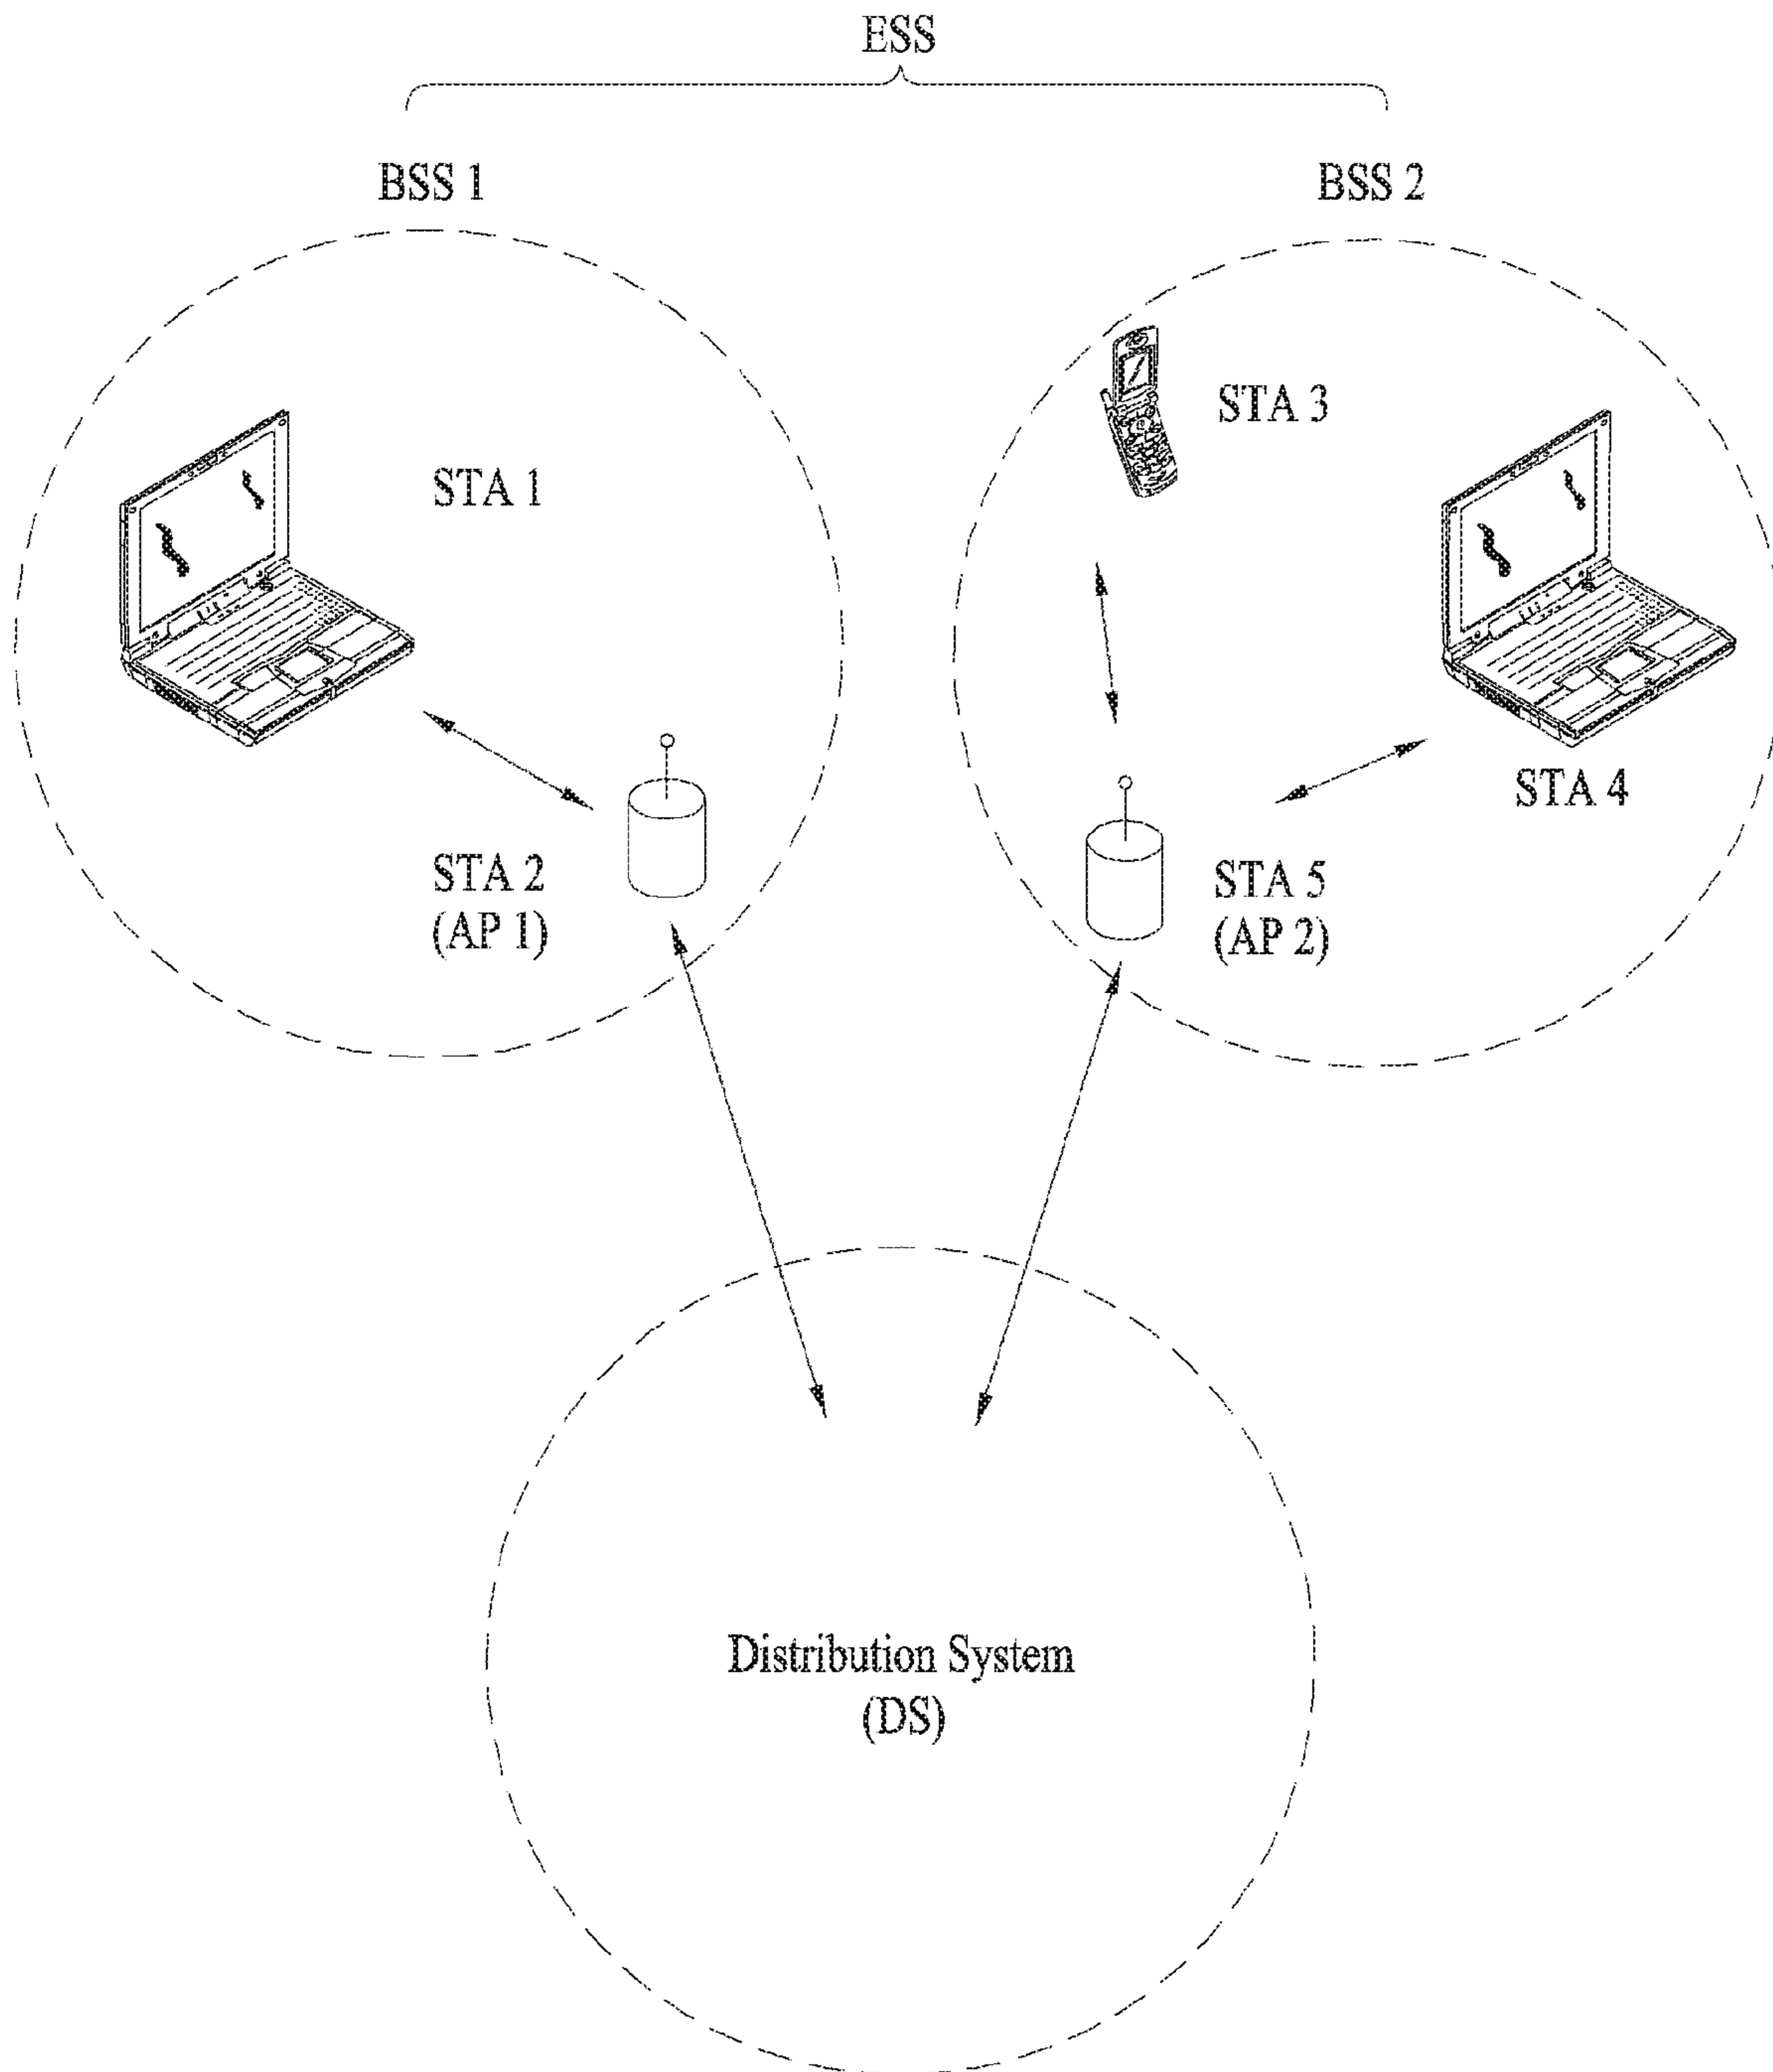 ESS
BSS 1
BSS 2
STA 3
STA 1
STA 4
STA 2
(AP 1)
STA 5
(AP 2)
Distribution System
(DS)